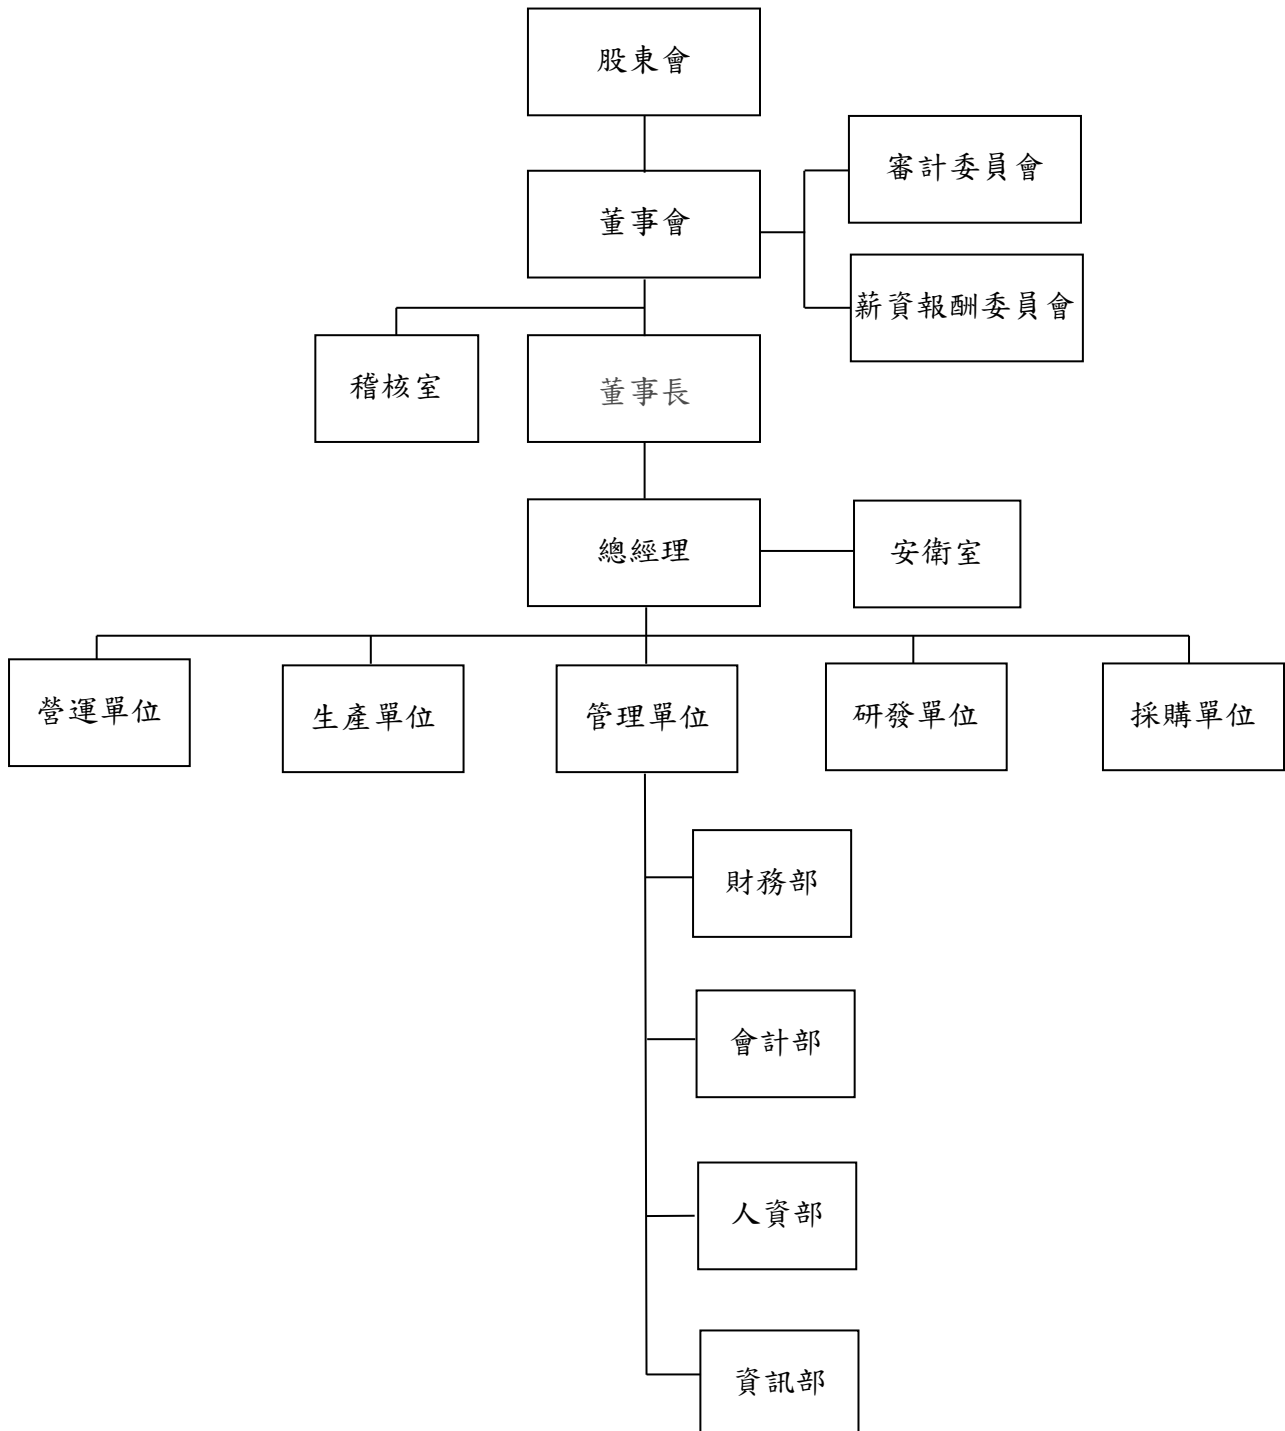 股東會
審計委員會
董事會
薪資報酬委員會
稽核室
董事長
總經理
安衛室
營運單位
生產單位
管理單位
研發單位
採購單位
財務部
會計部
人資部
資訊部